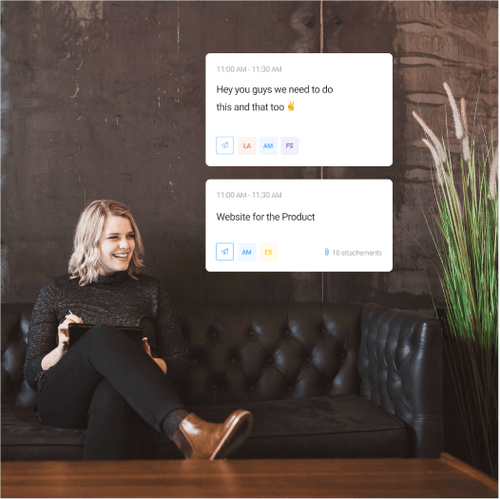 11:00 AM - 11:30 AM
Hey you guys we need to do
this and that too ✌️
LA AM FS
11:00 AM - 11:30 AM
Website for the Product
AM ES 10 attachements